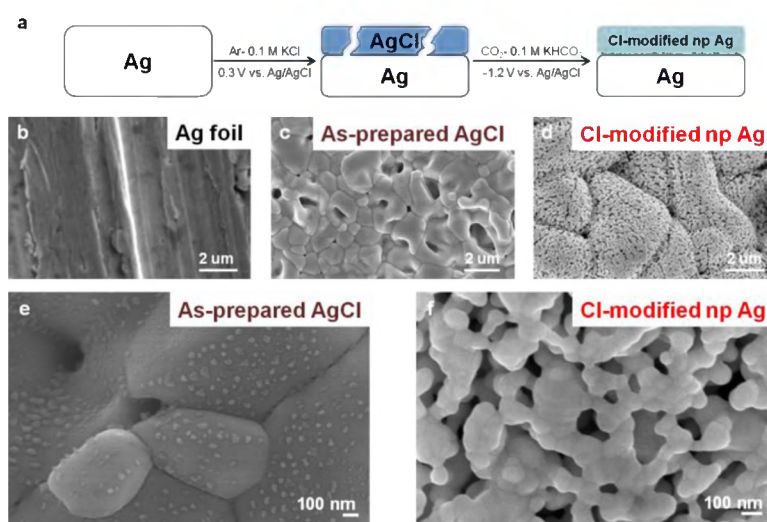 a
Ag
Ar- 0.1 M KCl
0.3 V vs. Ag/AgCl
AgCl
Ag
CO2- 0.1 M KHCO3
-1.2 V vs. Ag/AgCl
Cl-modified np Ag
Ag
b
Ag foil
2 um
c
As-prepared AgCl
2 um
d
Cl-modified np Ag
2 um
e
As-prepared AgCl
100 nm
f
Cl-modified np Ag
100 nm